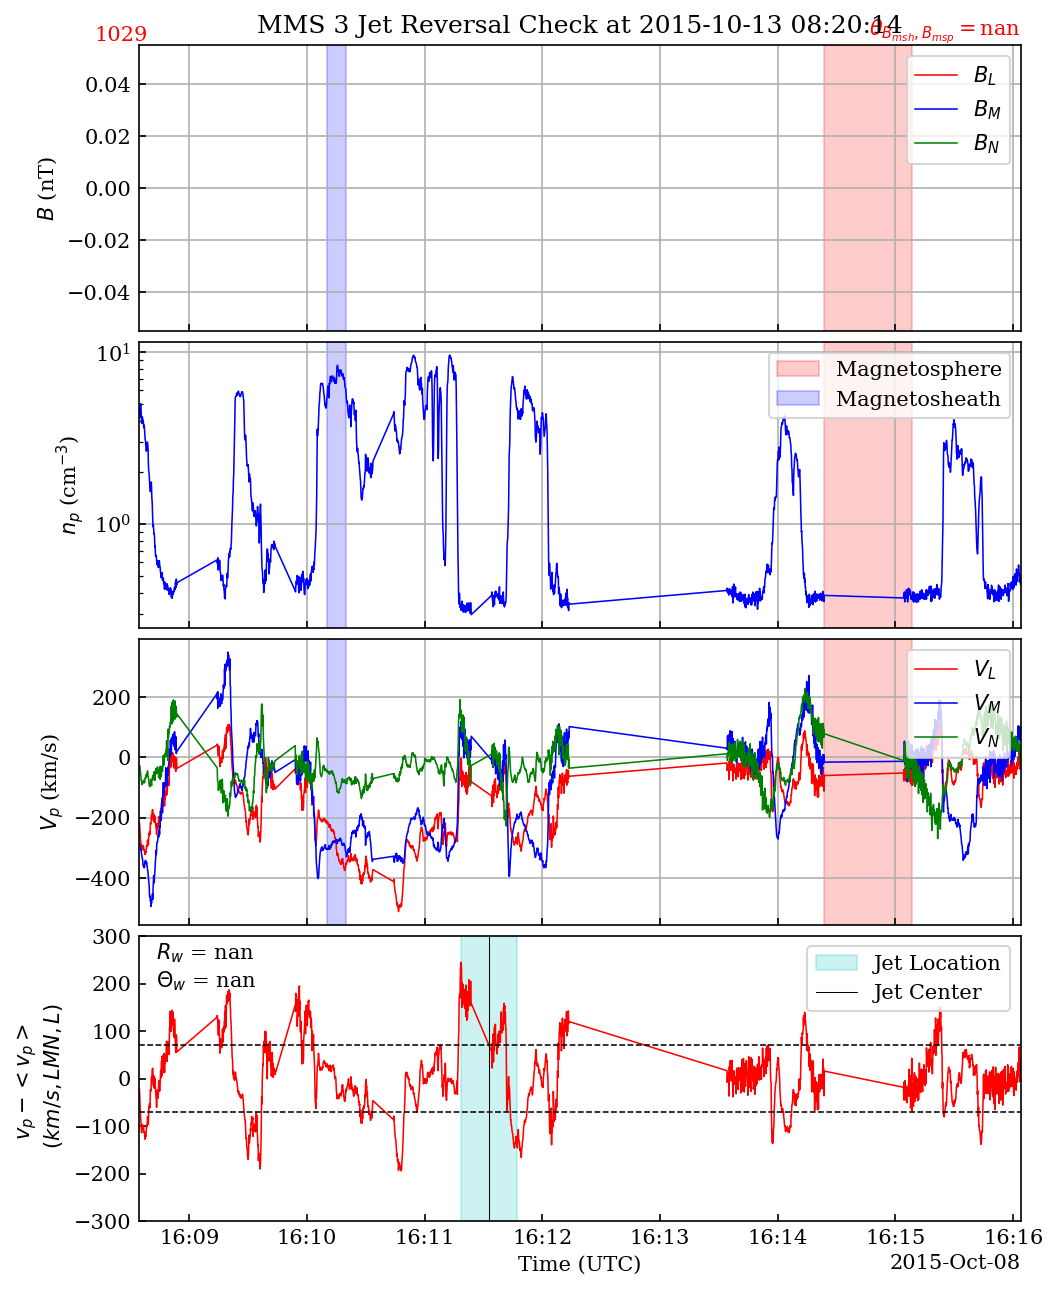 MMS 3 Jet Reversal Check at 2015-10-13 08:20:14
1029
θ_{B_{msh}, B_{msp}} = nan
0.04
0.02
0.00
−0.02
−0.04
B (nT)
B_L
B_M
B_N
10^1
10^0
n_p (cm^{−3})
Magnetosphere
Magnetosheath
200
0
−200
−400
V_p (km/s)
V_L
V_M
V_N
300
200
100
0
−100
−200
−300
v_p − < v_p >
(km/s, LMN, L)
R_w = nan
Θ_w = nan
Jet Location
Jet Center
16:09 16:10 16:11 16:12 16:13 16:14 16:15 16:16
Time (UTC)
2015-Oct-08